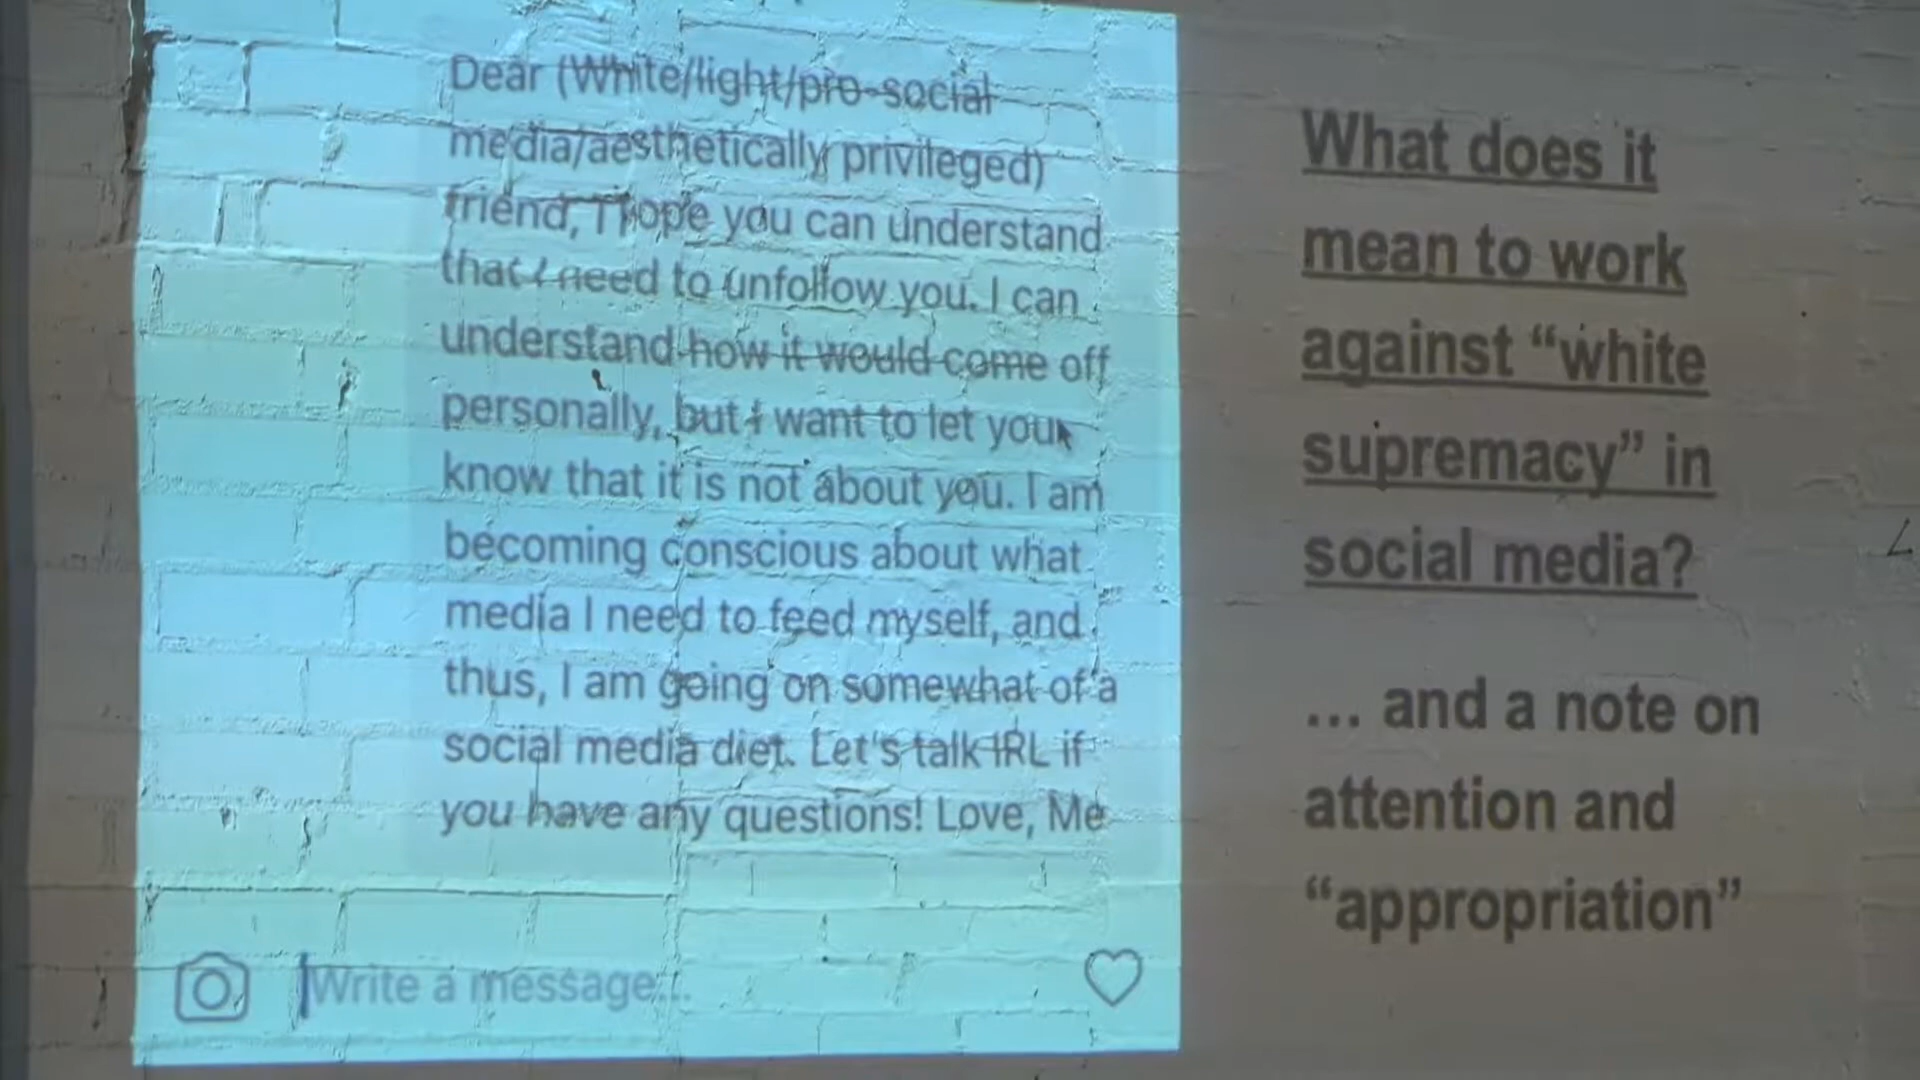 Dear (White/light/pro-social
media/aesthetically privileged)
friend, I hope you can understand
that I need to unfollow you. I can
understand how it would come off
personally, but I want to let you
know that it is not about you. I am
becoming conscious about what
media I need to feed myself, and
thus, I am going on somewhat of a
social media diet. Let's talk IRL if
you have any questions! Love, Me
Write a message...
What does it
mean to work
against “white
supremacy” in
social media?
... and a note on
attention and
“appropriation”